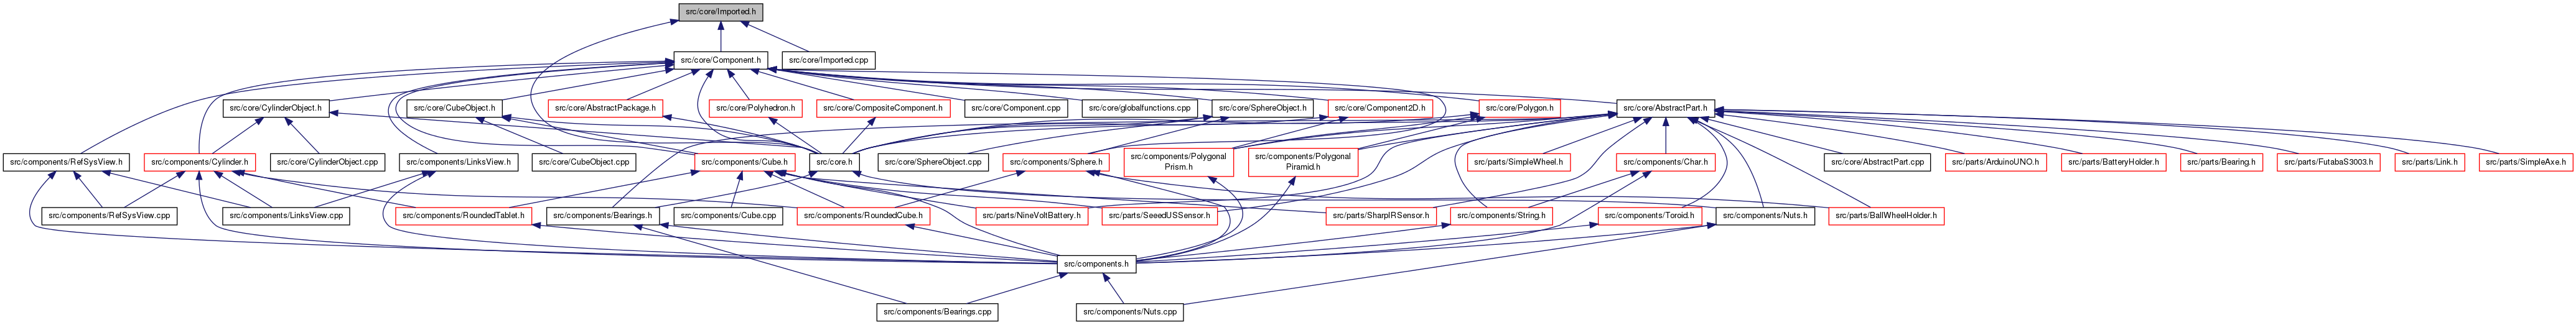 src/core/Imported.h
src/core/Component.h
src/core/Imported.cpp
src/core/CylinderObject.h
src/core/CubeObject.h
src/core/AbstractPackage.h
src/core/Polyhedron.h
src/core/CompositeComponent.h
src/core/Component.cpp
src/core/globalfunctions.cpp
src/core/SphereObject.h
src/core/Component2D.h
src/core/Polygon.h
src/core/AbstractPart.h
src/components/RefSysView.h
src/components/Cylinder.h
src/core/CylinderObject.cpp
src/components/LinksView.h
src/core/CubeObject.cpp
src/components/Cube.h
src/core.h
src/core/SphereObject.cpp
src/components/Sphere.h
src/components/Polygonal
Prism.h
src/components/Polygonal
Piramid.h
src/parts/SimpleWheel.h
src/components/Char.h
src/core/AbstractPart.cpp
src/parts/ArduinoUNO.h
src/parts/BatteryHolder.h
src/parts/Bearing.h
src/parts/FutabaS3003.h
src/parts/Link.h
src/parts/SimpleAxe.h
src/components/RefSysView.cpp
src/components/LinksView.cpp
src/components/RoundedTablet.h
src/components/Bearings.h
src/components/Cube.cpp
src/components/RoundedCube.h
src/parts/NineVoltBattery.h
src/parts/SeeedUSSensor.h
src/parts/SharpIRSensor.h
src/components/String.h
src/components/Toroid.h
src/components/Nuts.h
src/parts/BallWheelHolder.h
src/components.h
src/components/Bearings.cpp
src/components/Nuts.cpp